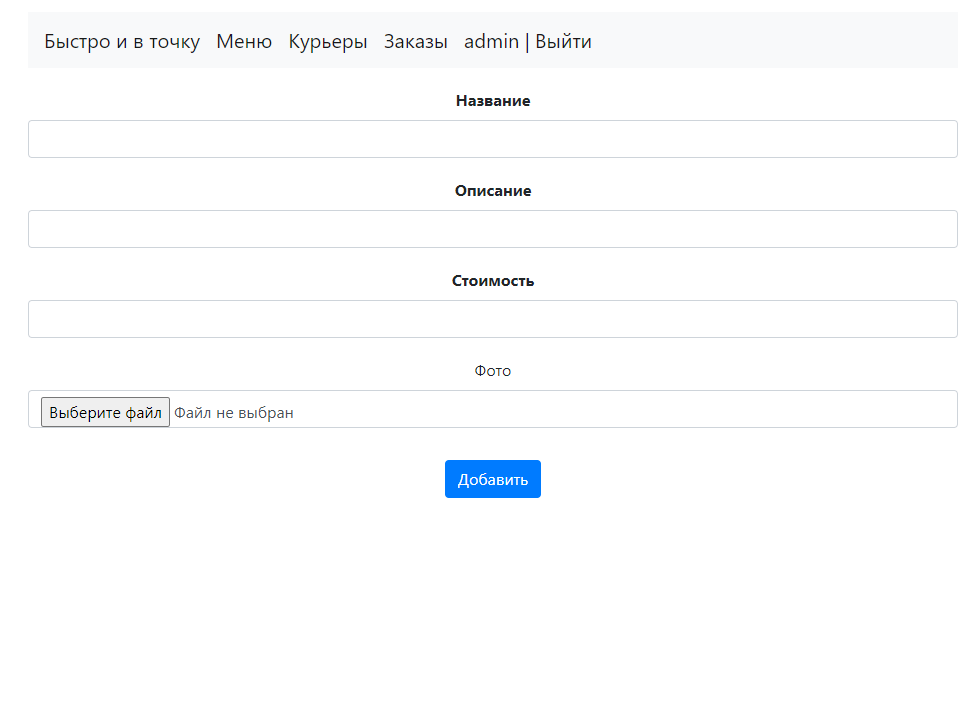 Быстро и в точку Меню Курьеры Заказы admin | Выйти
Название
Описание
Стоимость
Фото
Выберите файл Файл не выбран
Добавить